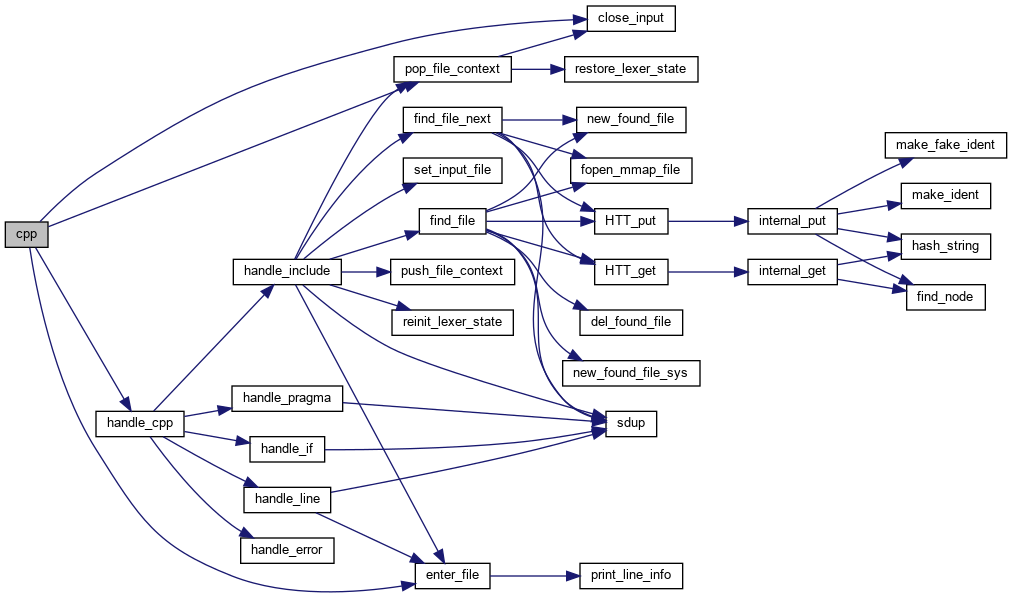 close_input
pop_file_context
restore_lexer_state
find_file_next
new_found_file
make_fake_ident
set_input_file
fopen_mmap_file
make_ident
cpp
find_file
HTT_put
internal_put
hash_string
handle_include
push_file_context
HTT_get
internal_get
find_node
reinit_lexer_state
del_found_file
new_found_file_sys
handle_pragma
handle_cpp
sdup
handle_if
handle_line
handle_error
enter_file
print_line_info